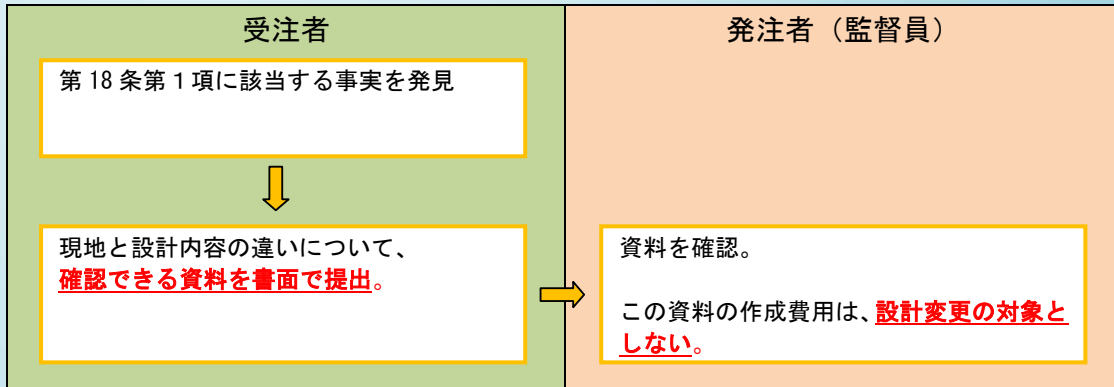 受注者
第 18 条第１項に該当する事実を発見
現地と設計内容の違いについて、
確認できる資料を書面で提出。
発注者（監督員）
資料を確認。
この資料の作成費用は、設計変更の対象と
しない。